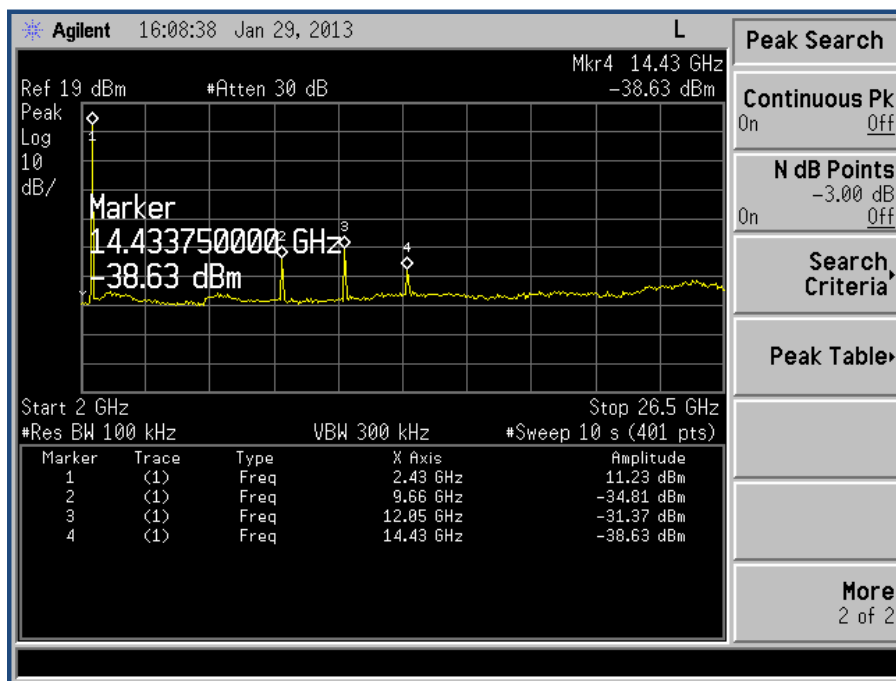 Agilent 16:08:38 Jan 29, 2013 L
Mkr4 14.43 GHz
Ref 19 dBm #Atten 30 dB -38.63 dBm
Peak
Log
10
dB/
1
2
3
4
Marker
14.433750000 GHz
-38.63 dBm
Start 2 GHz Stop 26.5 GHz
#Res BW 100 kHz VBW 300 kHz #Sweep 10 s (401 pts)
Marker Trace Type X Axis Amplitude
1 (1) Freq 2.43 GHz 11.23 dBm
2 (1) Freq 9.66 GHz -34.81 dBm
3 (1) Freq 12.05 GHz -31.37 dBm
4 (1) Freq 14.43 GHz -38.63 dBm
Peak Search
Continuous Pk
On Off
N dB Points
-3.00 dB
On Off
Search
Criteria
Peak Table
More
2 of 2